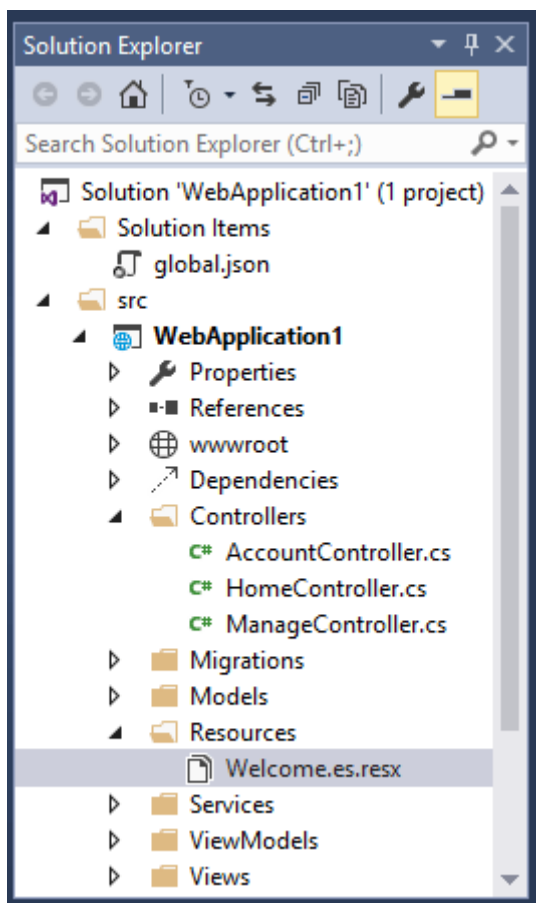 Solution Explorer
Search Solution Explorer (Ctrl+;)
Solution 'WebApplication1' (1 project)
Solution Items
global.json
src
WebApplication1
Properties
References
wwwroot
Dependencies
Controllers
C# AccountController.cs
C# HomeController.cs
C# ManageController.cs
Migrations
Models
Resources
Welcome.es.resx
Services
ViewModels
Views